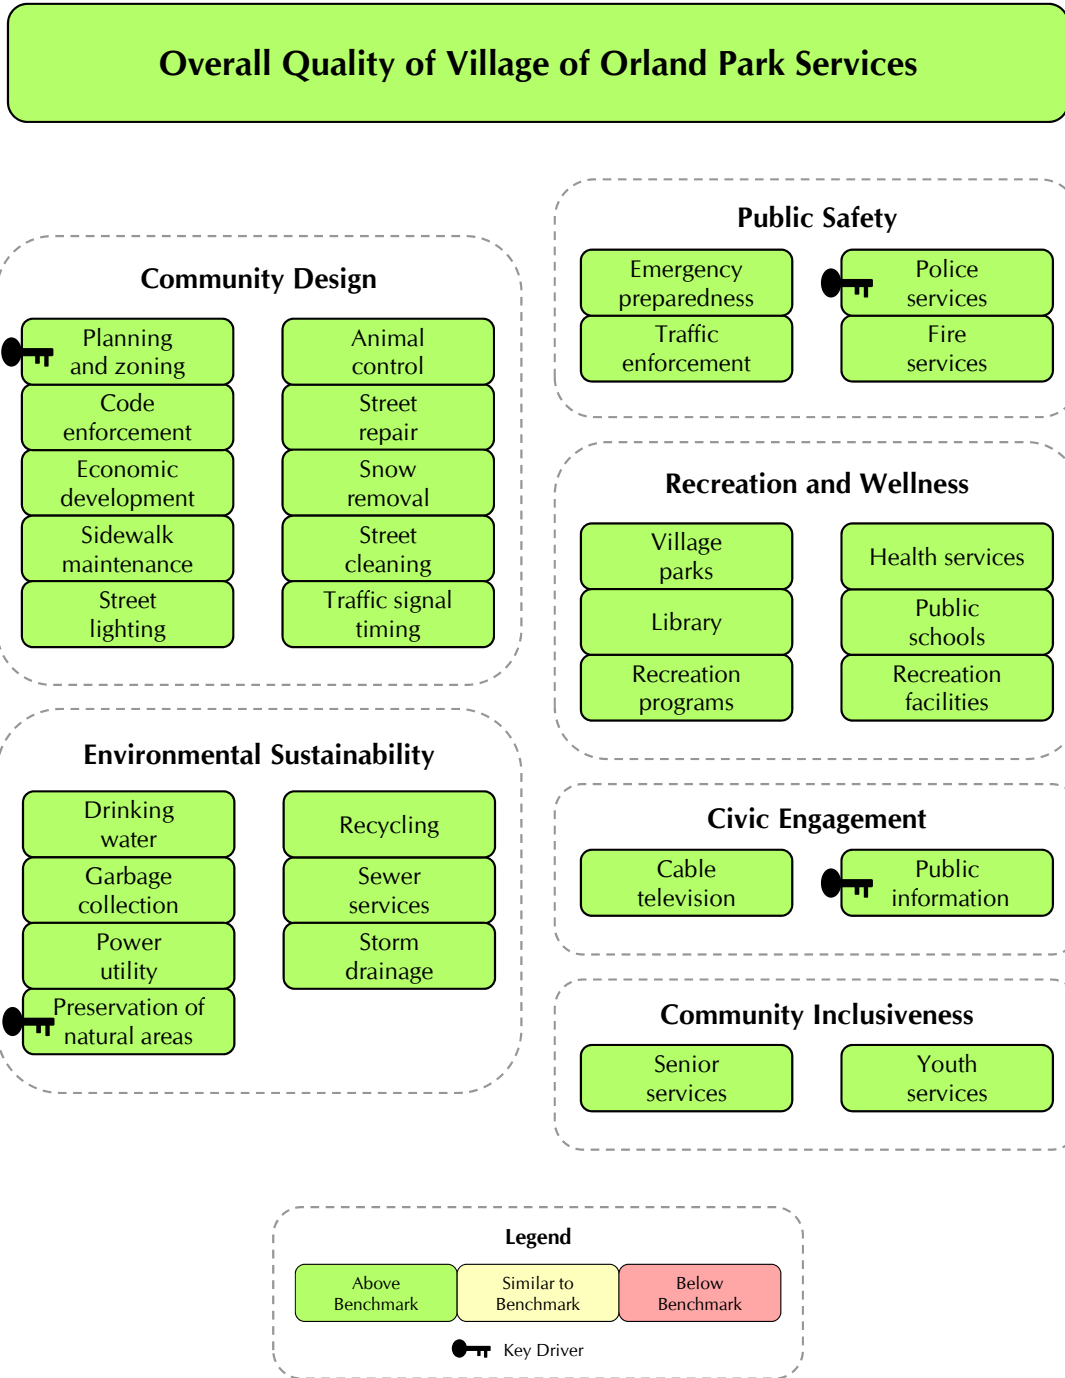 Overall Quality of Village of Orland Park Services
Community Design
Planning
and zoning
Code
enforcement
Economic
development
Sidewalk
maintenance
Street
lighting
Animal
control
Street
repair
Snow
removal
Street
cleaning
Traffic signal
timing
Environmental Sustainability
Drinking
water
Garbage
collection
Power
utility
Preservation of
natural areas
Recycling
Sewer
services
Storm
drainage
Public Safety
Emergency
preparedness
Traffic
enforcement
Police
services
Fire
services
Recreation and Wellness
Village
parks
Library
Recreation
programs
Health services
Public
schools
Recreation
facilities
Civic Engagement
Cable
television
Public
information
Community Inclusiveness
Senior
services
Youth
services
Legend
Above
Benchmark
Similar to
Benchmark
Below
Benchmark
Key Driver